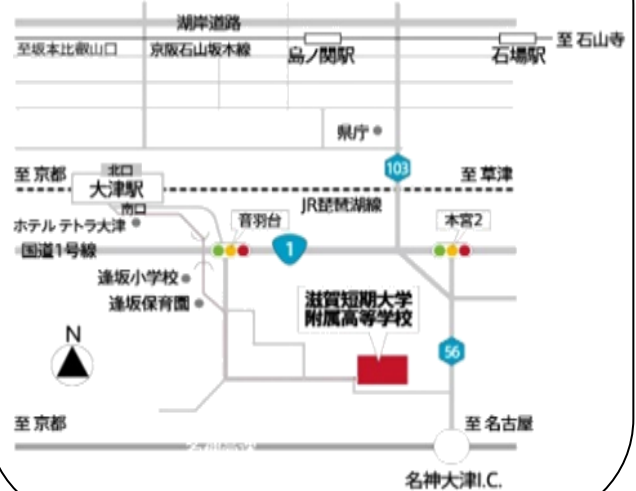 湖岸道路
至坂本比叡山口
京阪石山坂本線
島ノ関駅
石場駅
至 石山寺
県庁
103
至 京都
北口
大津駅
南口
至 草津
JR琵琶湖線
ホテル テトラ大津
音羽台
本宮2
国道1号線
1
逢坂小学校
逢坂保育園
滋賀短期大学
附属高等学校
N
56
至 京都
至 名古屋
名神高速
名神大津I.C.